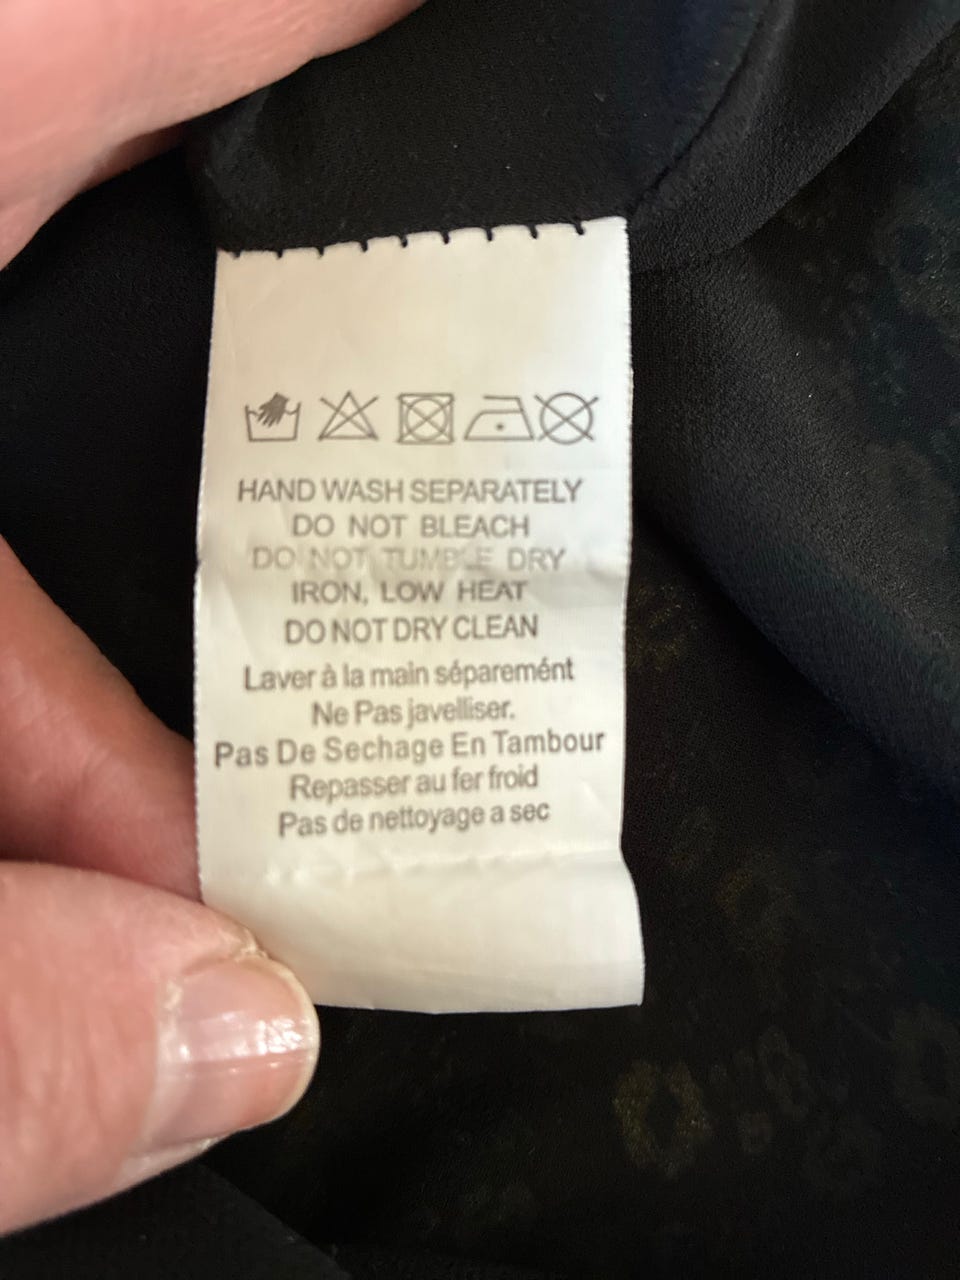 HAND WASH SEPARATELY
DO NOT BLEACH
DO NOT TUMBLE DRY
IRON, LOW HEAT
DO NOT DRY CLEAN
Laver à la main séparemént
Ne Pas javelliser.
Pas De Sechage En Tambour
Repasser au fer froid
Pas de nettoyage a sec